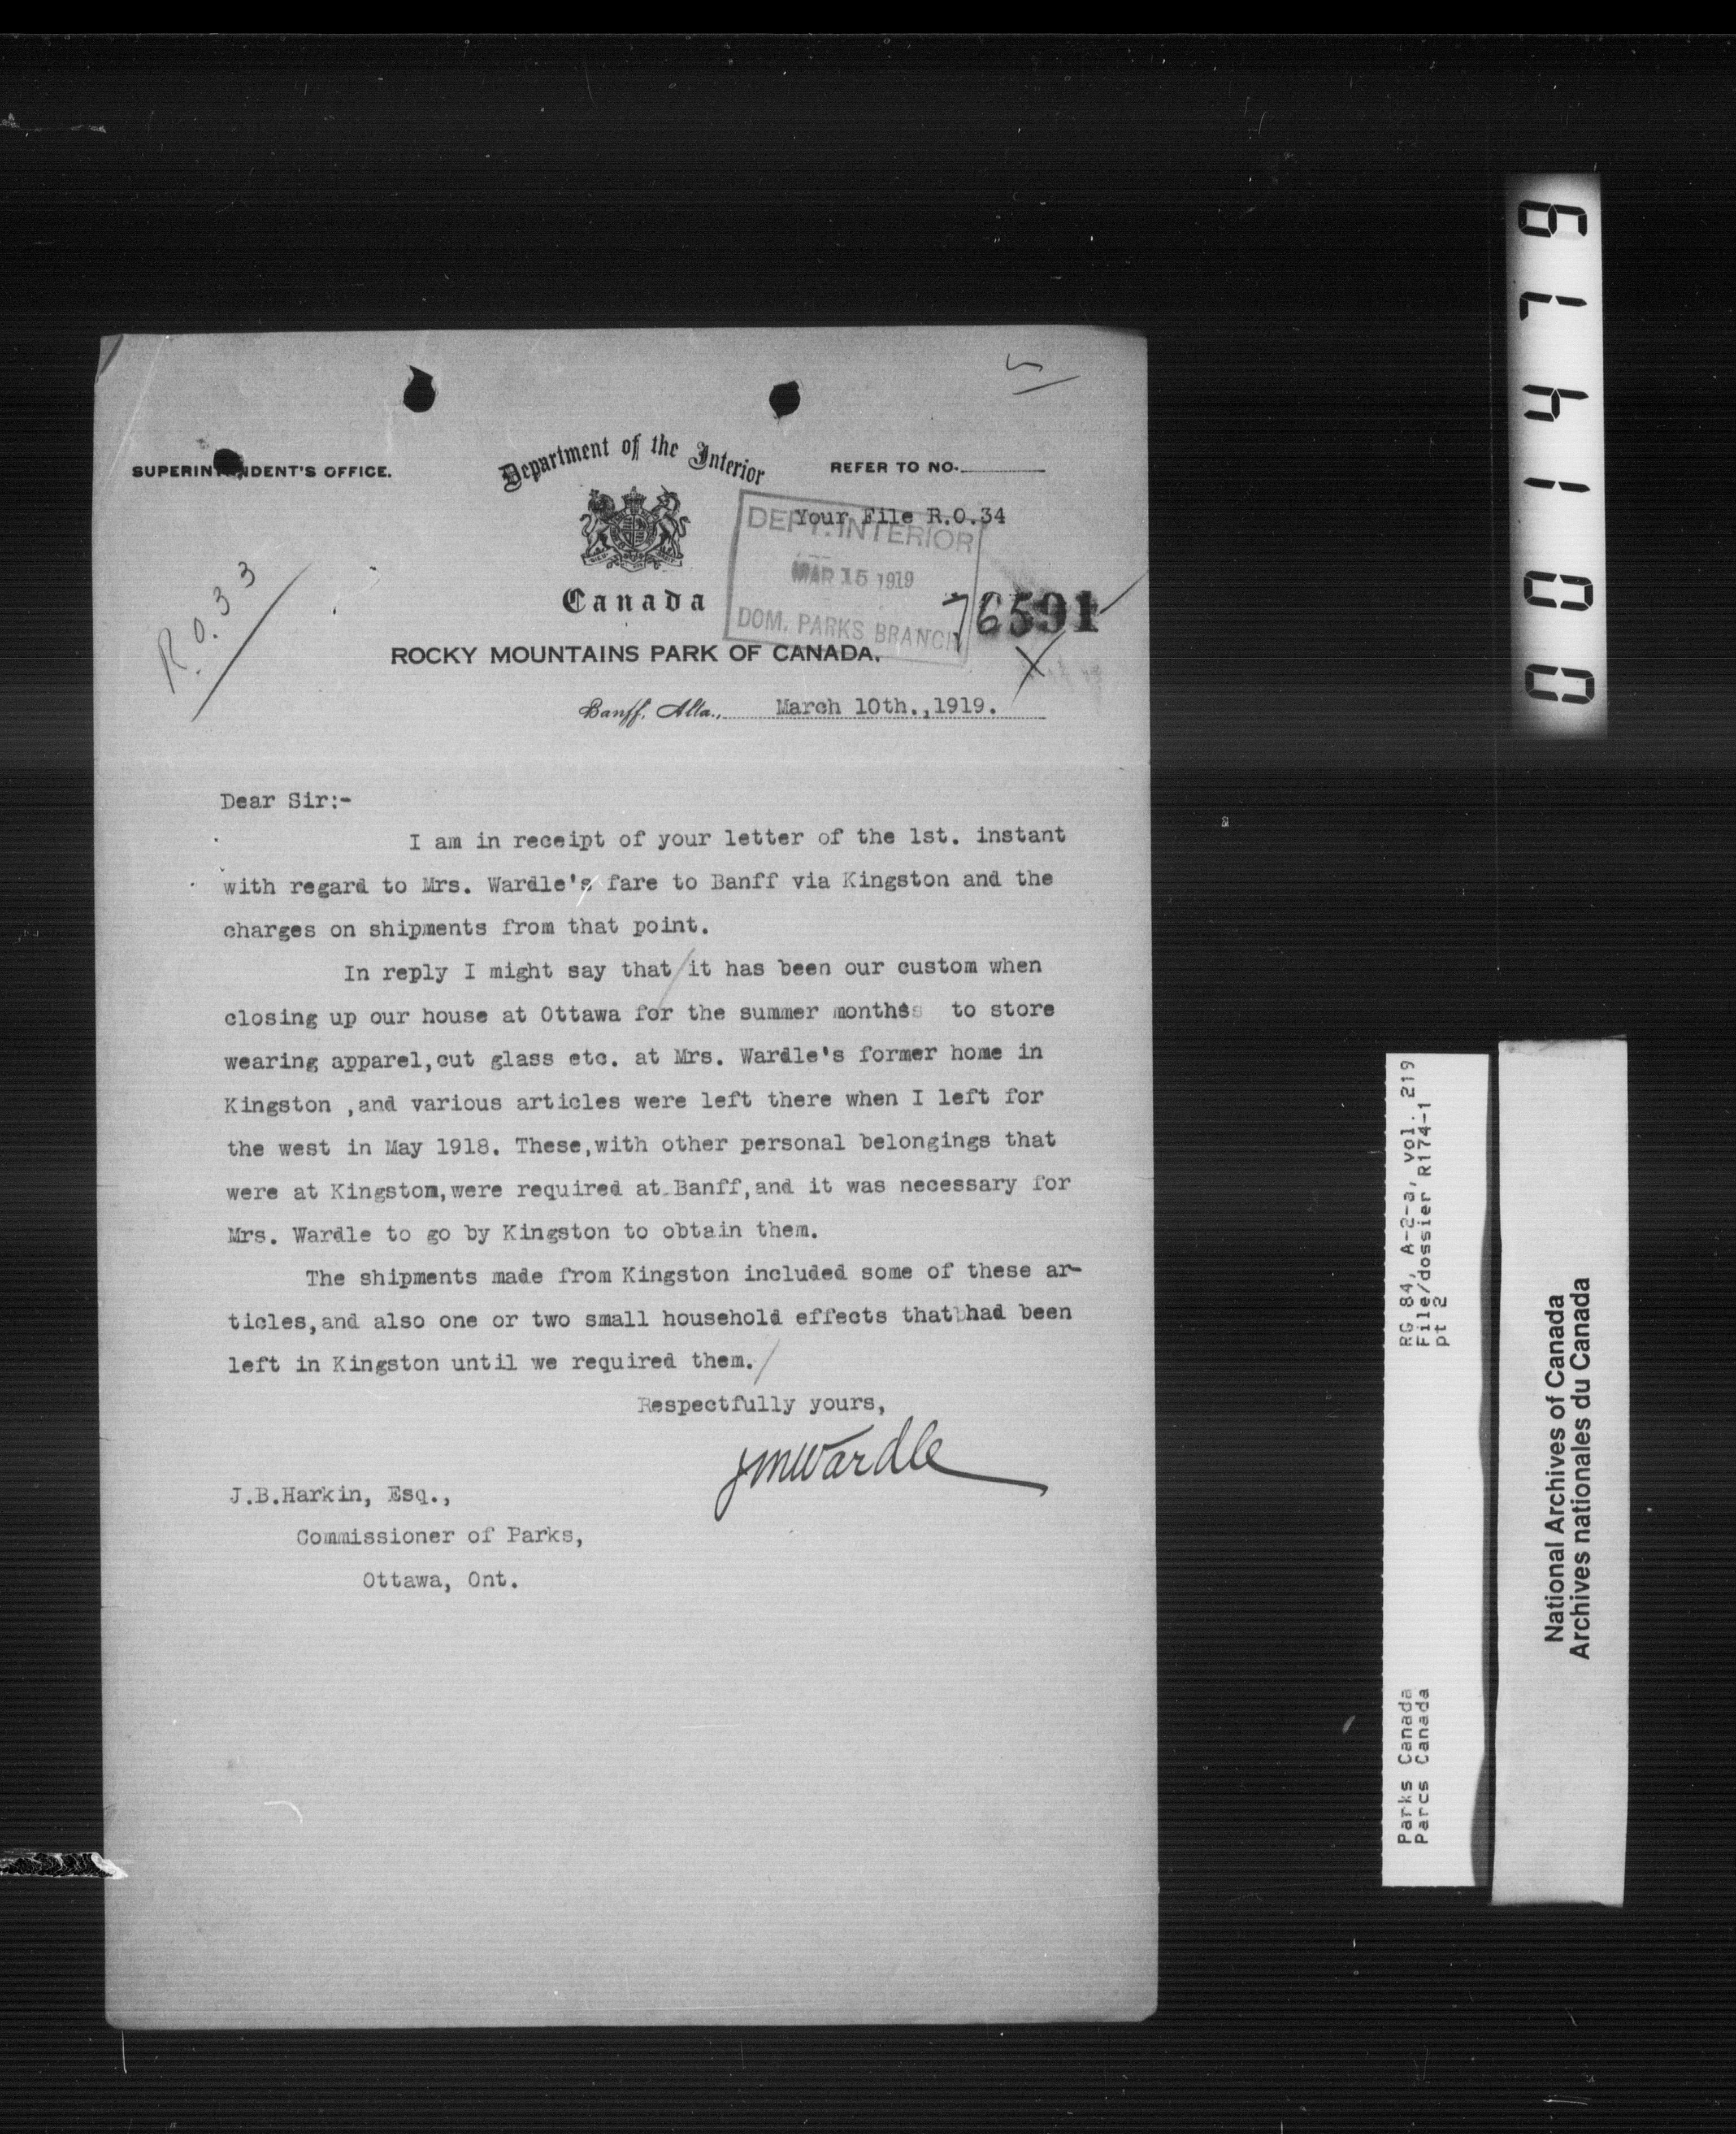 SUPERINTENDENT'S OFFICE.
Department of the Interior
REFER TO NO.
Your File R.O.34
DEPT. INTERIOR
MAR 15 1919
DOM. PARKS BRANCH
76591
R.O.33
Canada
ROCKY MOUNTAINS PARK OF CANADA.
Banff, Alta., March 10th.,1919.
Dear Sir:-
I am in receipt of your letter of the 1st. instant
with regard to Mrs. Wardle's fare to Banff via Kingston and the
charges on shipments from that point.
In reply I might say that it has been our custom when
closing up our house at Ottawa for the summer months to store
wearing apparel,cut glass etc. at Mrs. Wardle's former home in
Kingston ,and various articles were left there when I left for
the west in May 1918. These,with other personal belongings that
were at Kingston,were required at Banff,and it was necessary for
Mrs. Wardle to go by Kingston to obtain them.
The shipments made from Kingston included some of these ar-
ticles,and also one or two small household effects that had been
left in Kingston until we required them.
Respectfully yours,
JMWardle
J.B.Harkin, Esq.,
Commissioner of Parks,
Ottawa, Ont.
001479
RG 84, A-2-a, Vol. 219
File/dossier R174-1
pt 2
Parks Canada
Parcs Canada
National Archives of Canada
Archives nationales du Canada